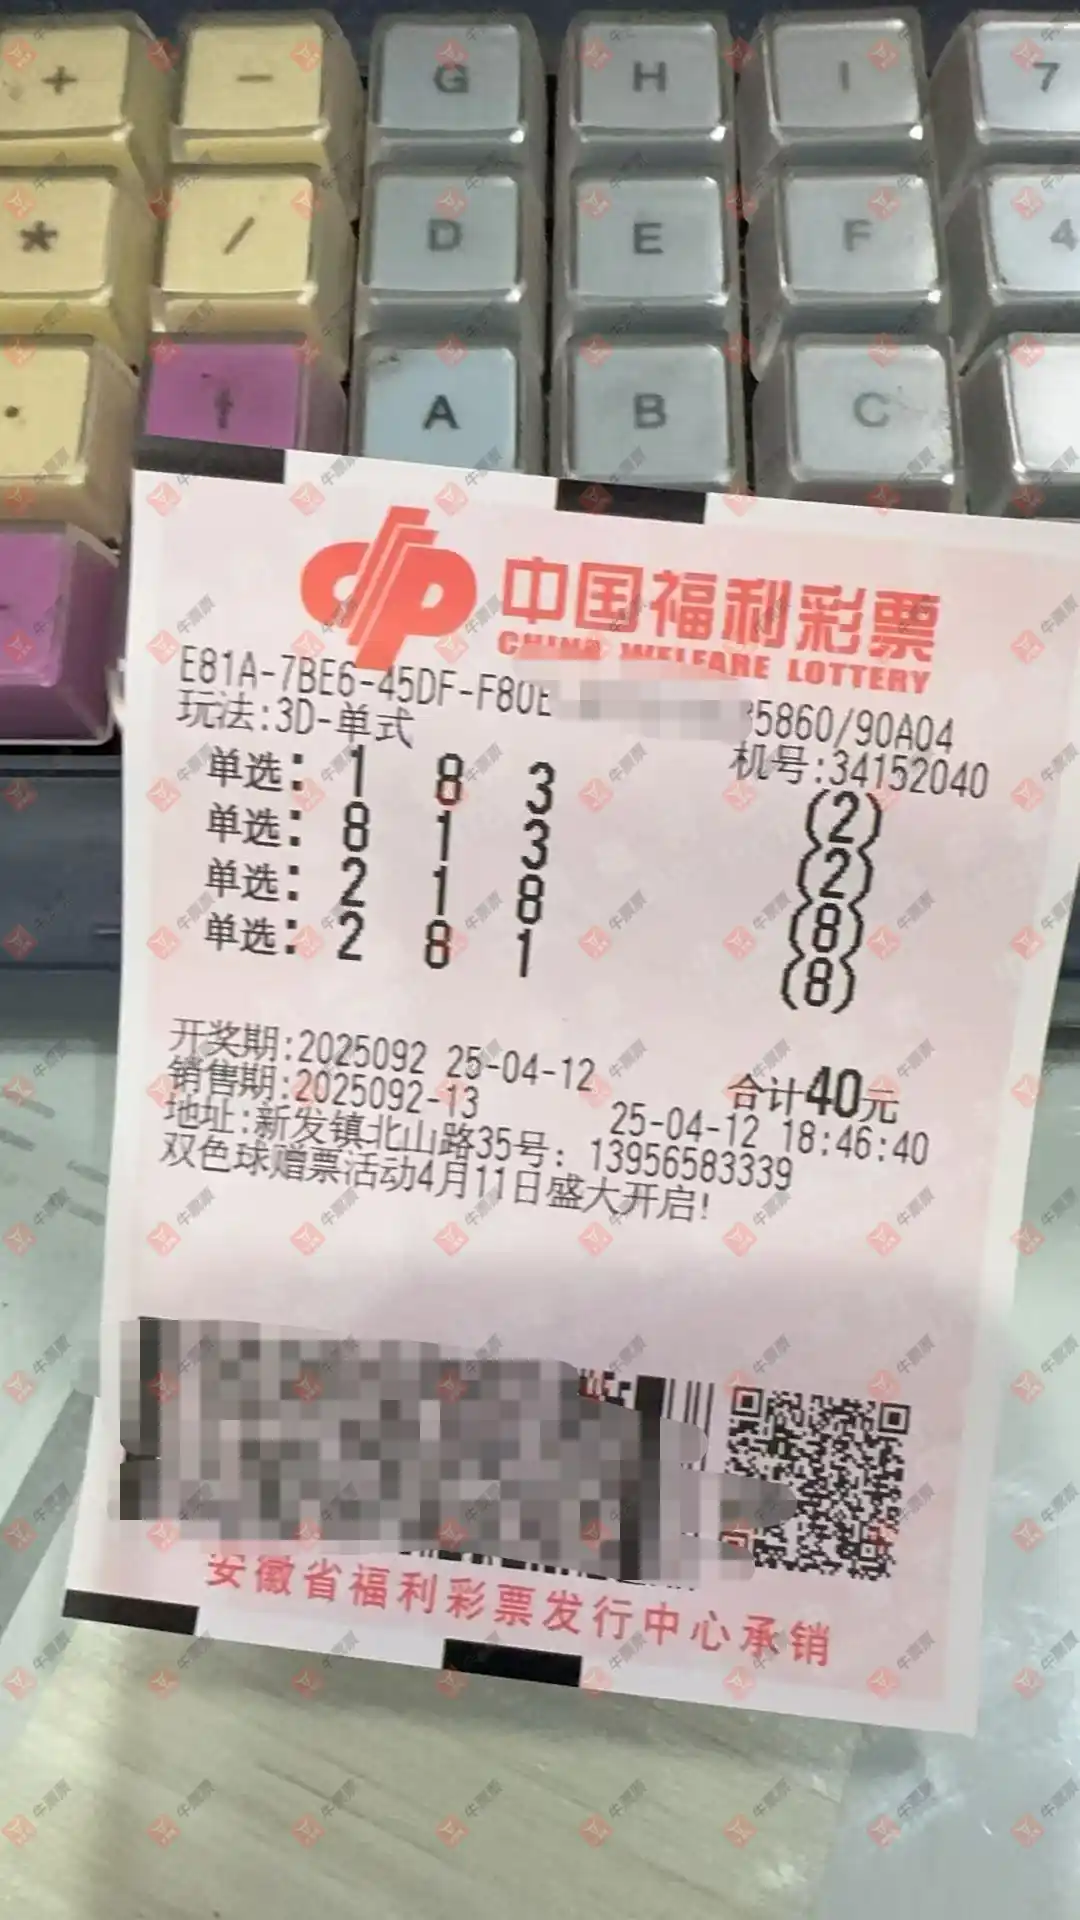 + − G H I 7
* / D E F 4
. † A B C
中国福利彩票
CHINA WELFARE LOTTERY
E81A-7BE6-45DF-F80E 35860/90A04
玩法:3D-单式 机号:34152040
单选: 1 8 3 (2)
单选: 8 1 3 (2)
单选: 2 1 8 (8)
单选: 2 8 1 (8)
开奖期:2025092 25-04-12 合计40元
销售期:2025092-13 25-04-12 18:46:40
地址:新发镇北山路35号: 13956583339
双色球赠票活动4月11日盛大开启!
安徽省福利彩票发行中心承销
牛票票